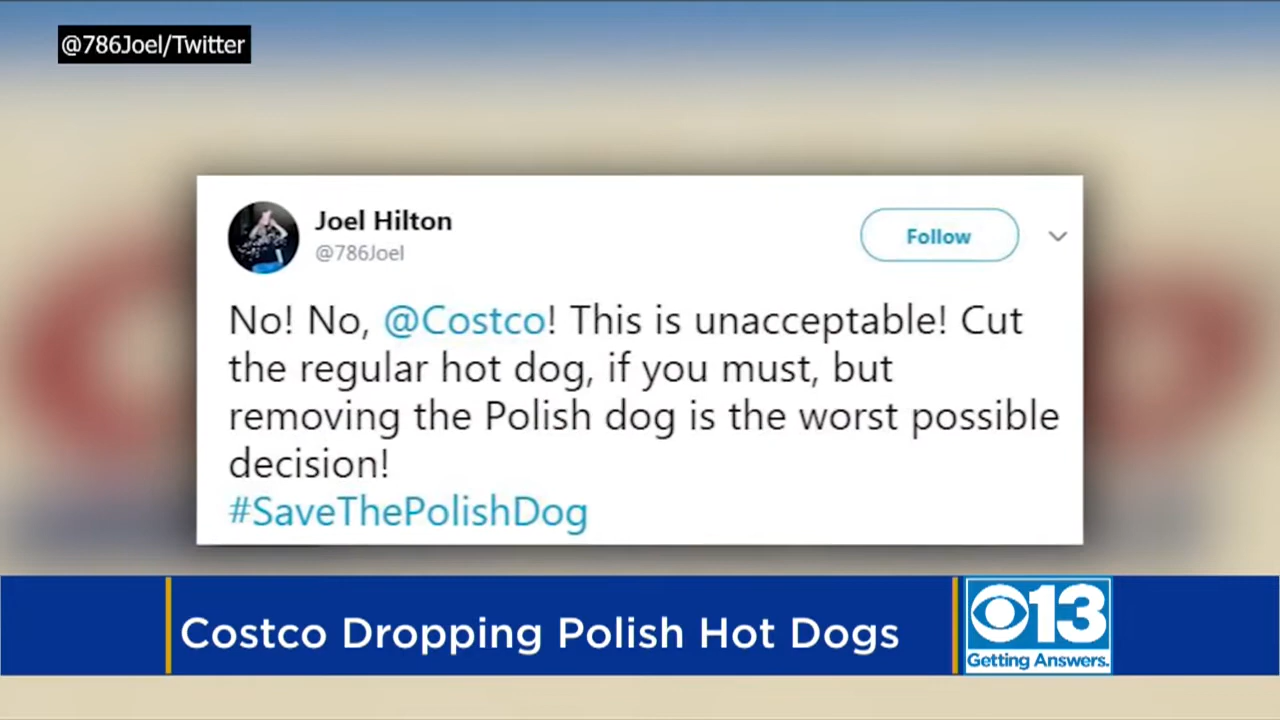 @786Joel/Twitter
Joel Hilton
@786Joel
Follow
No! No, @Costco! This is unacceptable! Cut
the regular hot dog, if you must, but
removing the Polish dog is the worst possible
decision!
#SaveThePolishDog
Costco Dropping Polish Hot Dogs
13
Getting Answers.